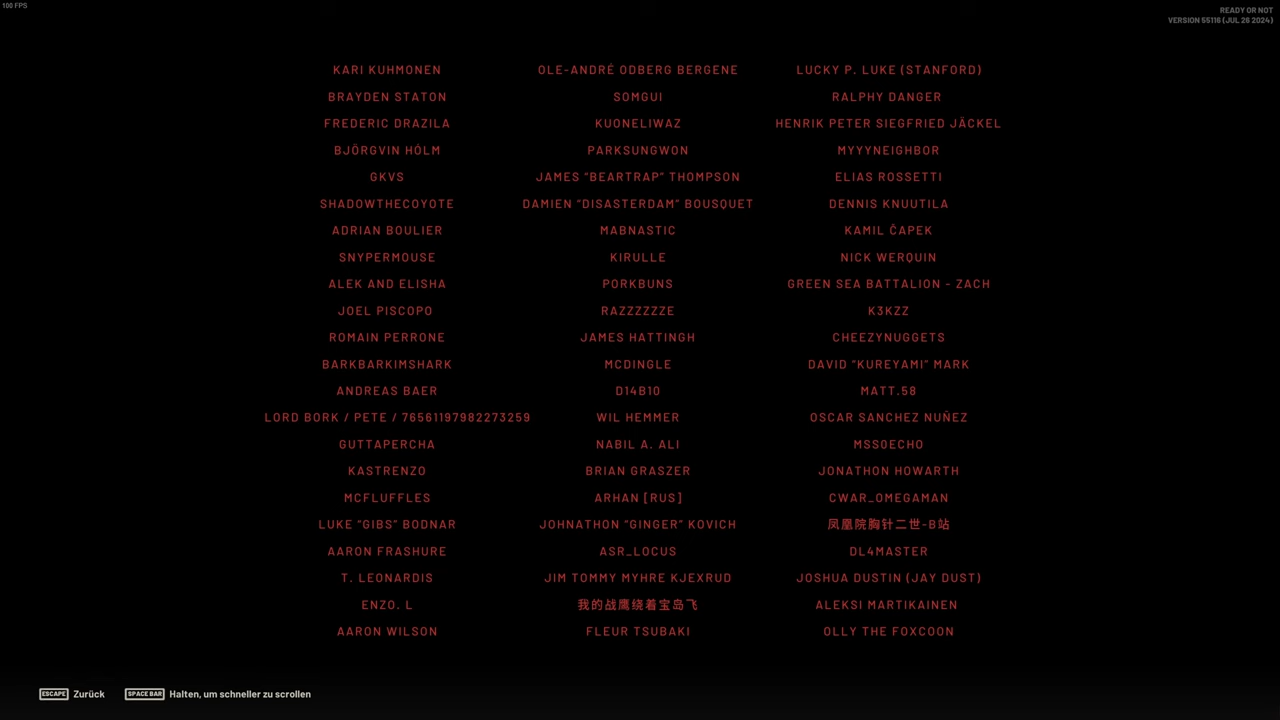 100 FPS
READY OR NOT
VERSION 55116 (JUL 26 2024)
KARI KUHMONEN OLE-ANDRÉ ODBERG BERGENE LUCKY P. LUKE (STANFORD)
BRAYDEN STATON SOMGUI RALPHY DANGER
FREDERIC DRAZILA KUONELIWAZ HENRIK PETER SIEGFRIED JÄCKEL
BJÖRGVIN HÓLM PARKSUNGWON MYYYNEIGHBOR
GKVS JAMES "BEARTRAP" THOMPSON ELIAS ROSSETTI
SHADOWTHECOYOTE DAMIEN "DISASTERDAM" BOUSQUET DENNIS KNUUTILA
ADRIAN BOULIER MABNASTIC KAMIL ČAPEK
SNYPERMOUSE KIRULLE NICK WERQUIN
ALEK AND ELISHA PORKBUNS GREEN SEA BATTALION - ZACH
JOEL PISCOPO RAZZZZZZE K3KZZ
ROMAIN PERRONE JAMES HATTINGH CHEEZYNUGGETS
BARKBARKIMSHARK MCDINGLE DAVID "KUREYAMI" MARK
ANDREAS BAER D14B10 MATT.58
LORD BORK / PETE / 76561197982273259 WIL HEMMER OSCAR SANCHEZ NUÑEZ
GUTTAPERCHA NABIL A. ALI MSSOECHO
KASTRENZO BRIAN GRASZER JONATHON HOWARTH
MCFLUFFLES ARHAN [RUS] CWAR_OMEGAMAN
LUKE "GIBS" BODNAR JOHNATHON "GINGER" KOVICH 凤凰院胸针二世-B站
AARON FRASHURE ASR_LOCUS DL4MASTER
T. LEONARDIS JIM TOMMY MYHRE KJEXRUD JOSHUA DUSTIN (JAY DUST)
ENZO. L 我的战鹰绕着宝岛飞 ALEKSI MARTIKAINEN
AARON WILSON FLEUR TSUBAKI OLLY THE FOXCOON
ESCAPE Zurück SPACE BAR Halten, um schneller zu scrollen